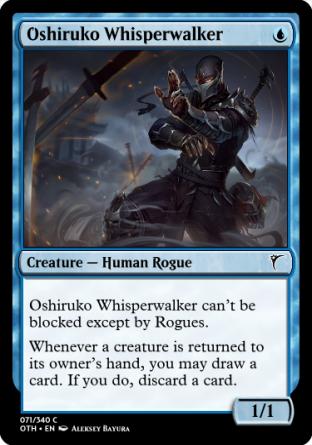 Oshiruko Whisperwalker
Creature — Human Rogue
Oshiruko Whisperwalker can't be
blocked except by Rogues.
Whenever a creature is returned to
its owner's hand, you may draw a
card. If you do, discard a card.
1/1
071/340 C
OTH • EN Aleksey Bayura